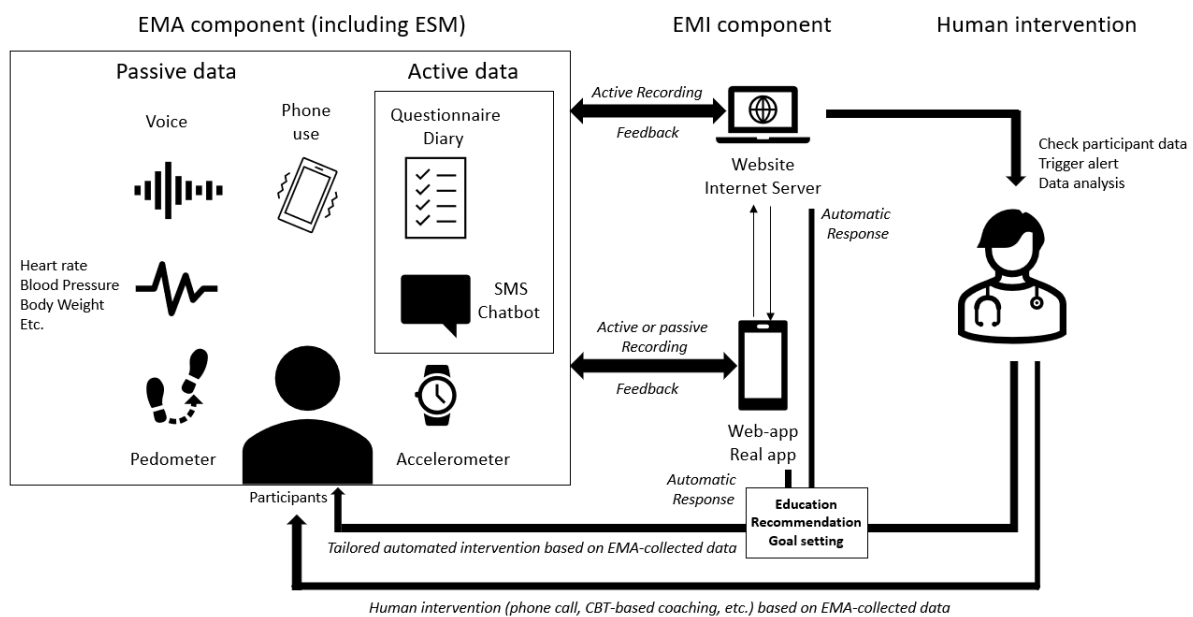 EMA component (including ESM)
EMI component
Human intervention
Passive data
Active data
Voice
Phone
use
Questionnaire
Diary
Active Recording
Feedback
Website
Internet Server
Check participant data
Trigger alert
Data analysis
Automatic
Response
Heart rate
Blood Pressure
Body Weight
Etc.
SMS
Chatbot
Active or passive
Recording
Feedback
Pedometer
Accelerometer
Web-app
Real app
Automatic
Response
Participants
Education
Recommendation
Goal setting
Tailored automated intervention based on EMA-collected data
Human intervention (phone call, CBT-based coaching, etc.) based on EMA-collected data